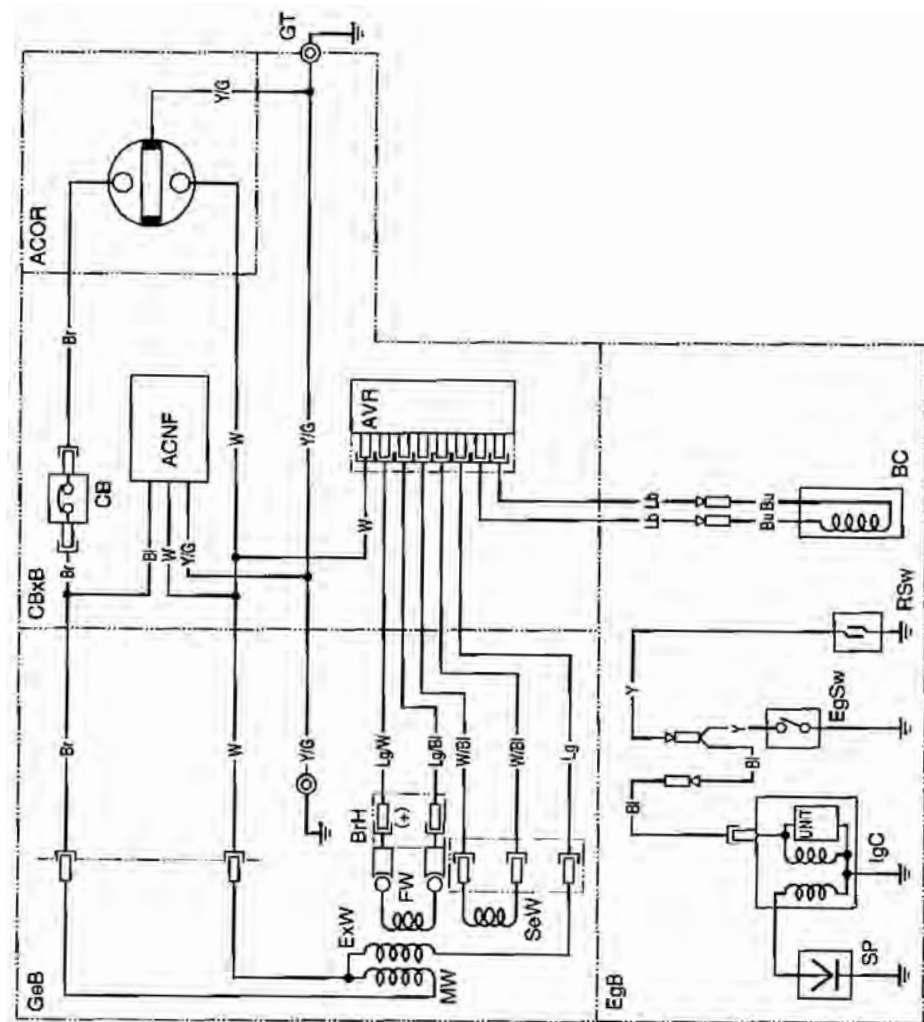 GT
ACOR
Y/G
Br
ACNF
W
Y/G
AVR
CB
Br
Bl
W
Y/G
W
CBxB
Lb
Lb
Bu
Bu
BC
RSw
Y
EgSw
Y
Bl
Bl
UNT
IgC
SP
Br
W
Y/G
Lg/W
Lg/Bl
W/Bl
W/Bl
Lg
BrH
(+)
FW
SeW
ExW
MW
GeB
EgB